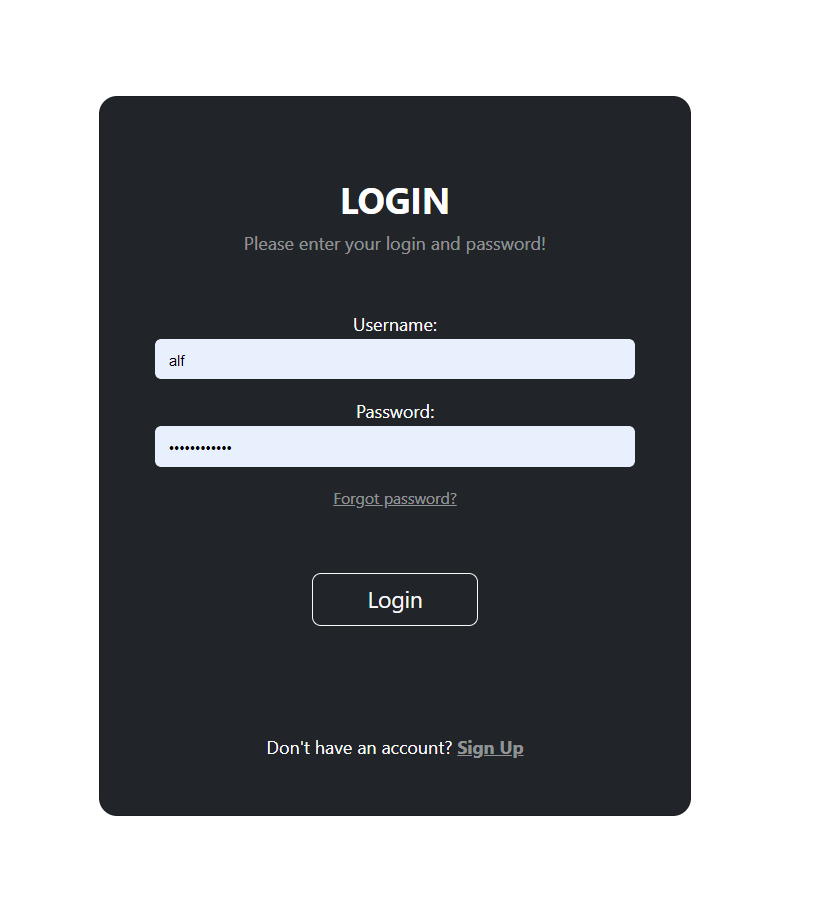 LOGIN
Please enter your login and password!
Username:
alf
Password:
••••••••••••
Forgot password?
Login
Don't have an account? Sign Up